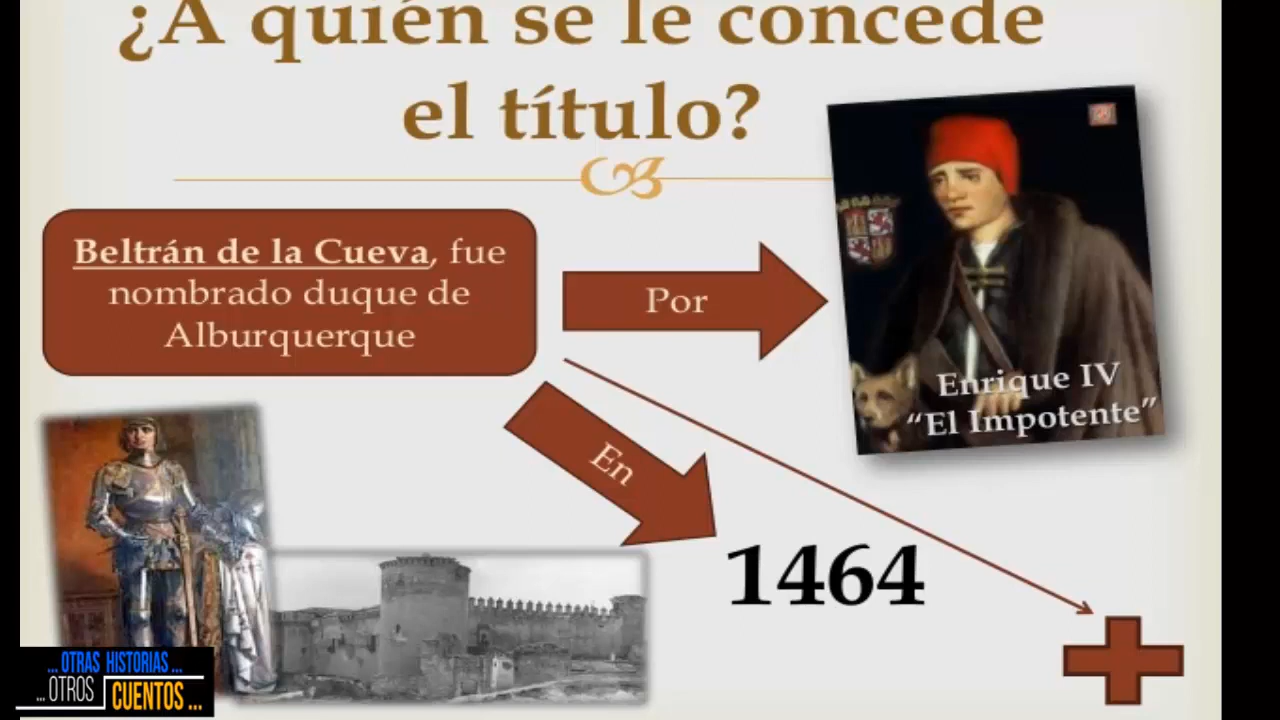 ¿A quién se le concede
el título?
Beltrán de la Cueva, fue
nombrado duque de
Alburquerque
Por
Enrique IV
“El Impotente”
En
1464
... OTRAS HISTORIAS ...
... OTROS CUENTOS ...